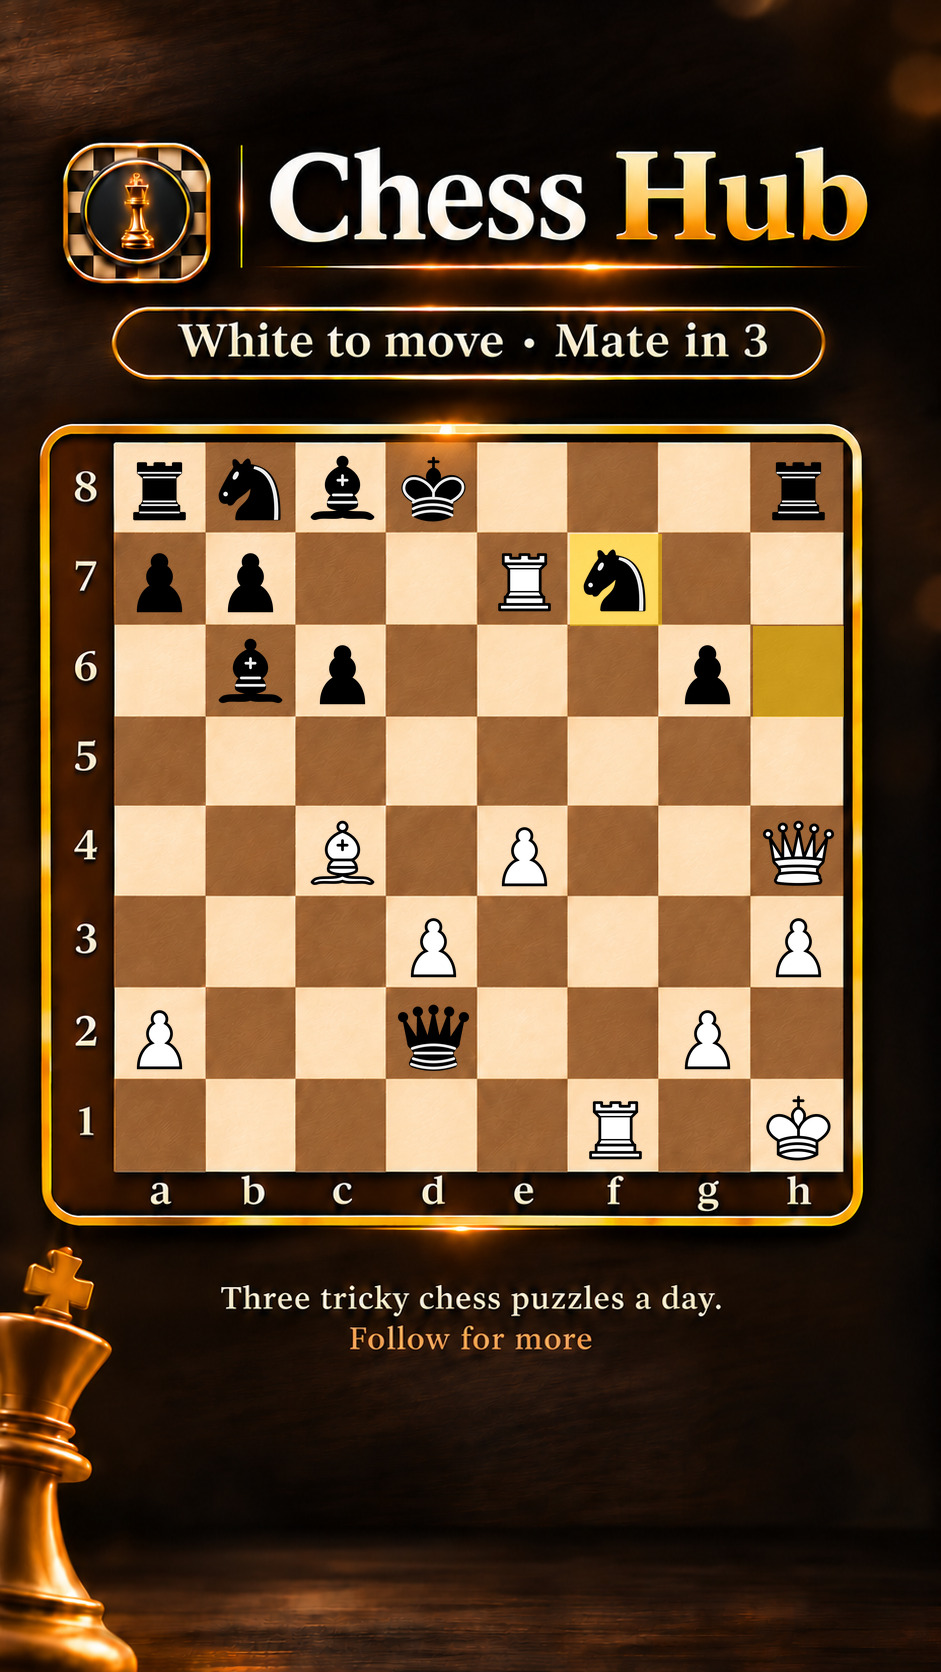 Chess Hub
White to move • Mate in 3
8
7
6
5
4
3
2
1
a b c d e f g h
Three tricky chess puzzles a day.
Follow for more